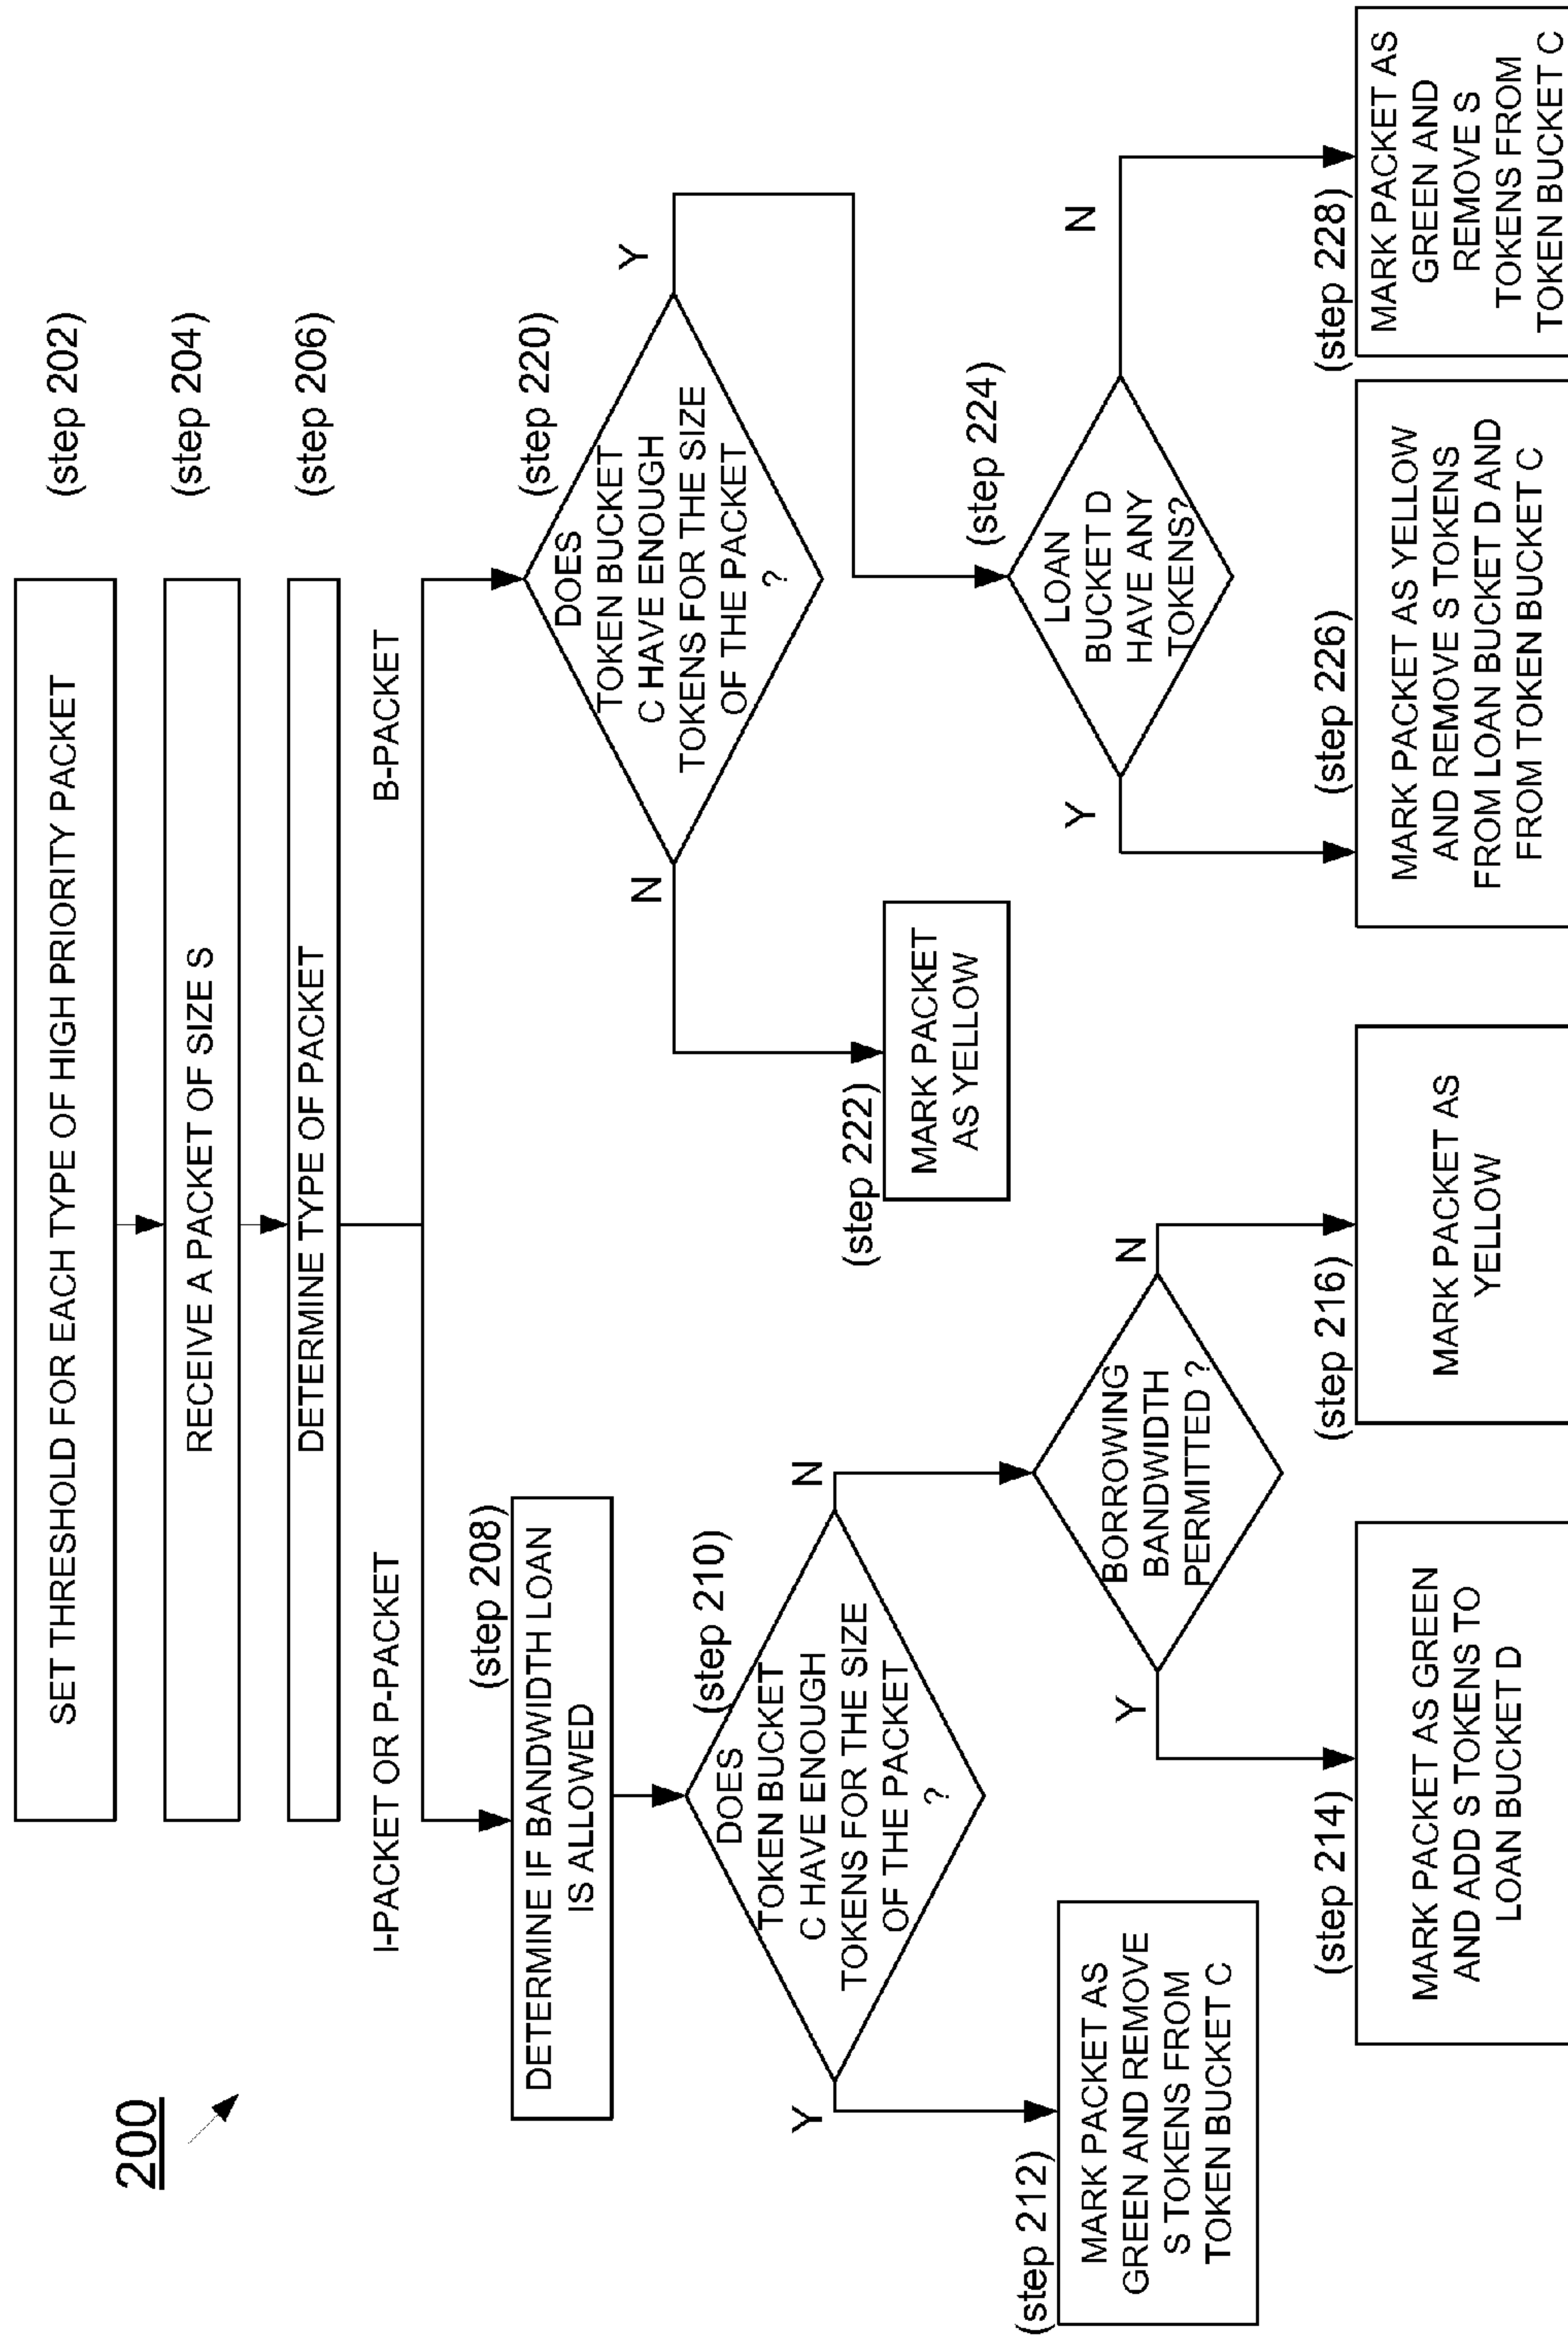 200
SET THRESHOLD FOR EACH TYPE OF HIGH PRIORITY PACKET
(step 202)
RECEIVE A PACKET OF SIZE S
(step 204)
DETERMINE TYPE OF PACKET
(step 206)
I-PACKET OR P-PACKET
B-PACKET
(step 208)
DETERMINE IF BANDWIDTH LOAN
IS ALLOWED
(step 210)
DOES
TOKEN BUCKET
C HAVE ENOUGH
TOKENS FOR THE SIZE
OF THE PACKET
?
Y
N
(step 212)
MARK PACKET AS
GREEN AND REMOVE
S TOKENS FROM
TOKEN BUCKET C
BORROWING
BANDWIDTH
PERMITTED ?
Y
N
(step 214)
MARK PACKET AS GREEN
AND ADD S TOKENS TO
LOAN BUCKET D
(step 216)
MARK PACKET AS
YELLOW
(step 220)
DOES
TOKEN BUCKET
C HAVE ENOUGH
TOKENS FOR THE SIZE
OF THE PACKET
?
N
Y
(step 222)
MARK PACKET
AS YELLOW
(step 224)
LOAN
BUCKET D
HAVE ANY
TOKENS?
Y
N
(step 226)
MARK PACKET AS YELLOW
AND REMOVE S TOKENS
FROM LOAN BUCKET D AND
FROM TOKEN BUCKET C
(step 228)
MARK PACKET AS
GREEN AND
REMOVE S
TOKENS FROM
TOKEN BUCKET C